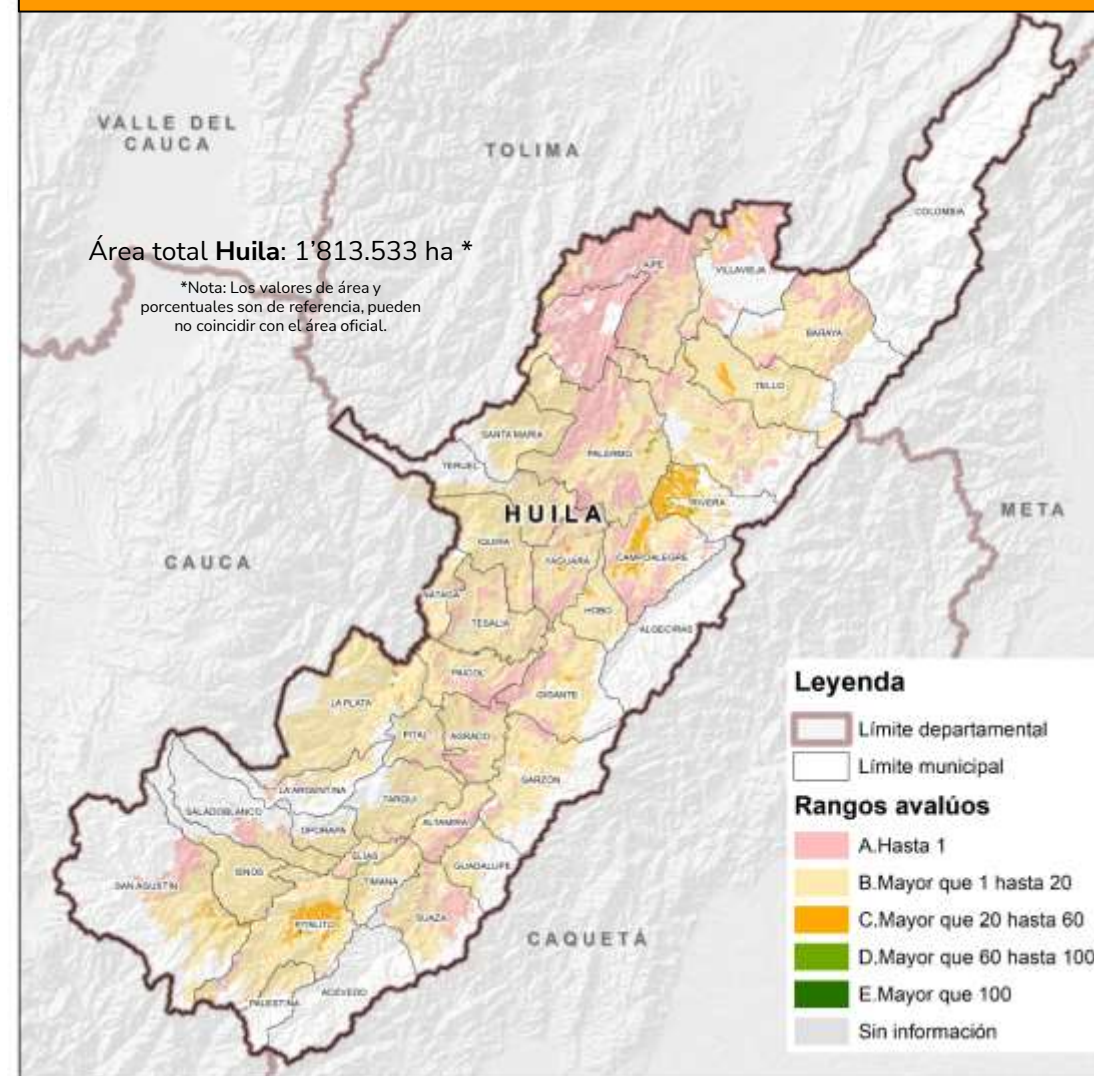 VALLE DEL
CAUCA
TOLIMA
COLOMBIA
Área total Huila: 1'813.533 ha *
*Nota: Los valores de área y
porcentuales son de referencia, pueden
no coincidir con el área oficial.
AIPE
VILLAVIEJA
BARAYA
TELLO
SANTA MARIA
PALERMO
TERUEL
RIVERA
HUILA
META
IQUIRA
YAGUARA
CAMPOALEGRE
CAUCA
NATAGA
HOBO
TESALIA
ALGECIRAS
PAICOL
GIGANTE
LA PLATA
PITAL
AGRADO
GARZON
LA ARGENTINA
TARQUI
SALADOBLANCO
OPORAPA
ALTAMIRA
ELIAS
GUADALUPE
ISNOS
TIMANA
SAN AGUSTIN
SUAZA
PITALITO
CAQUETÁ
ACEVEDO
PALESTINA
Leyenda
Límite departamental
Límite municipal
Rangos avalúos
A.Hasta 1
B.Mayor que 1 hasta 20
C.Mayor que 20 hasta 60
D.Mayor que 60 hasta 100
E.Mayor que 100
Sin información